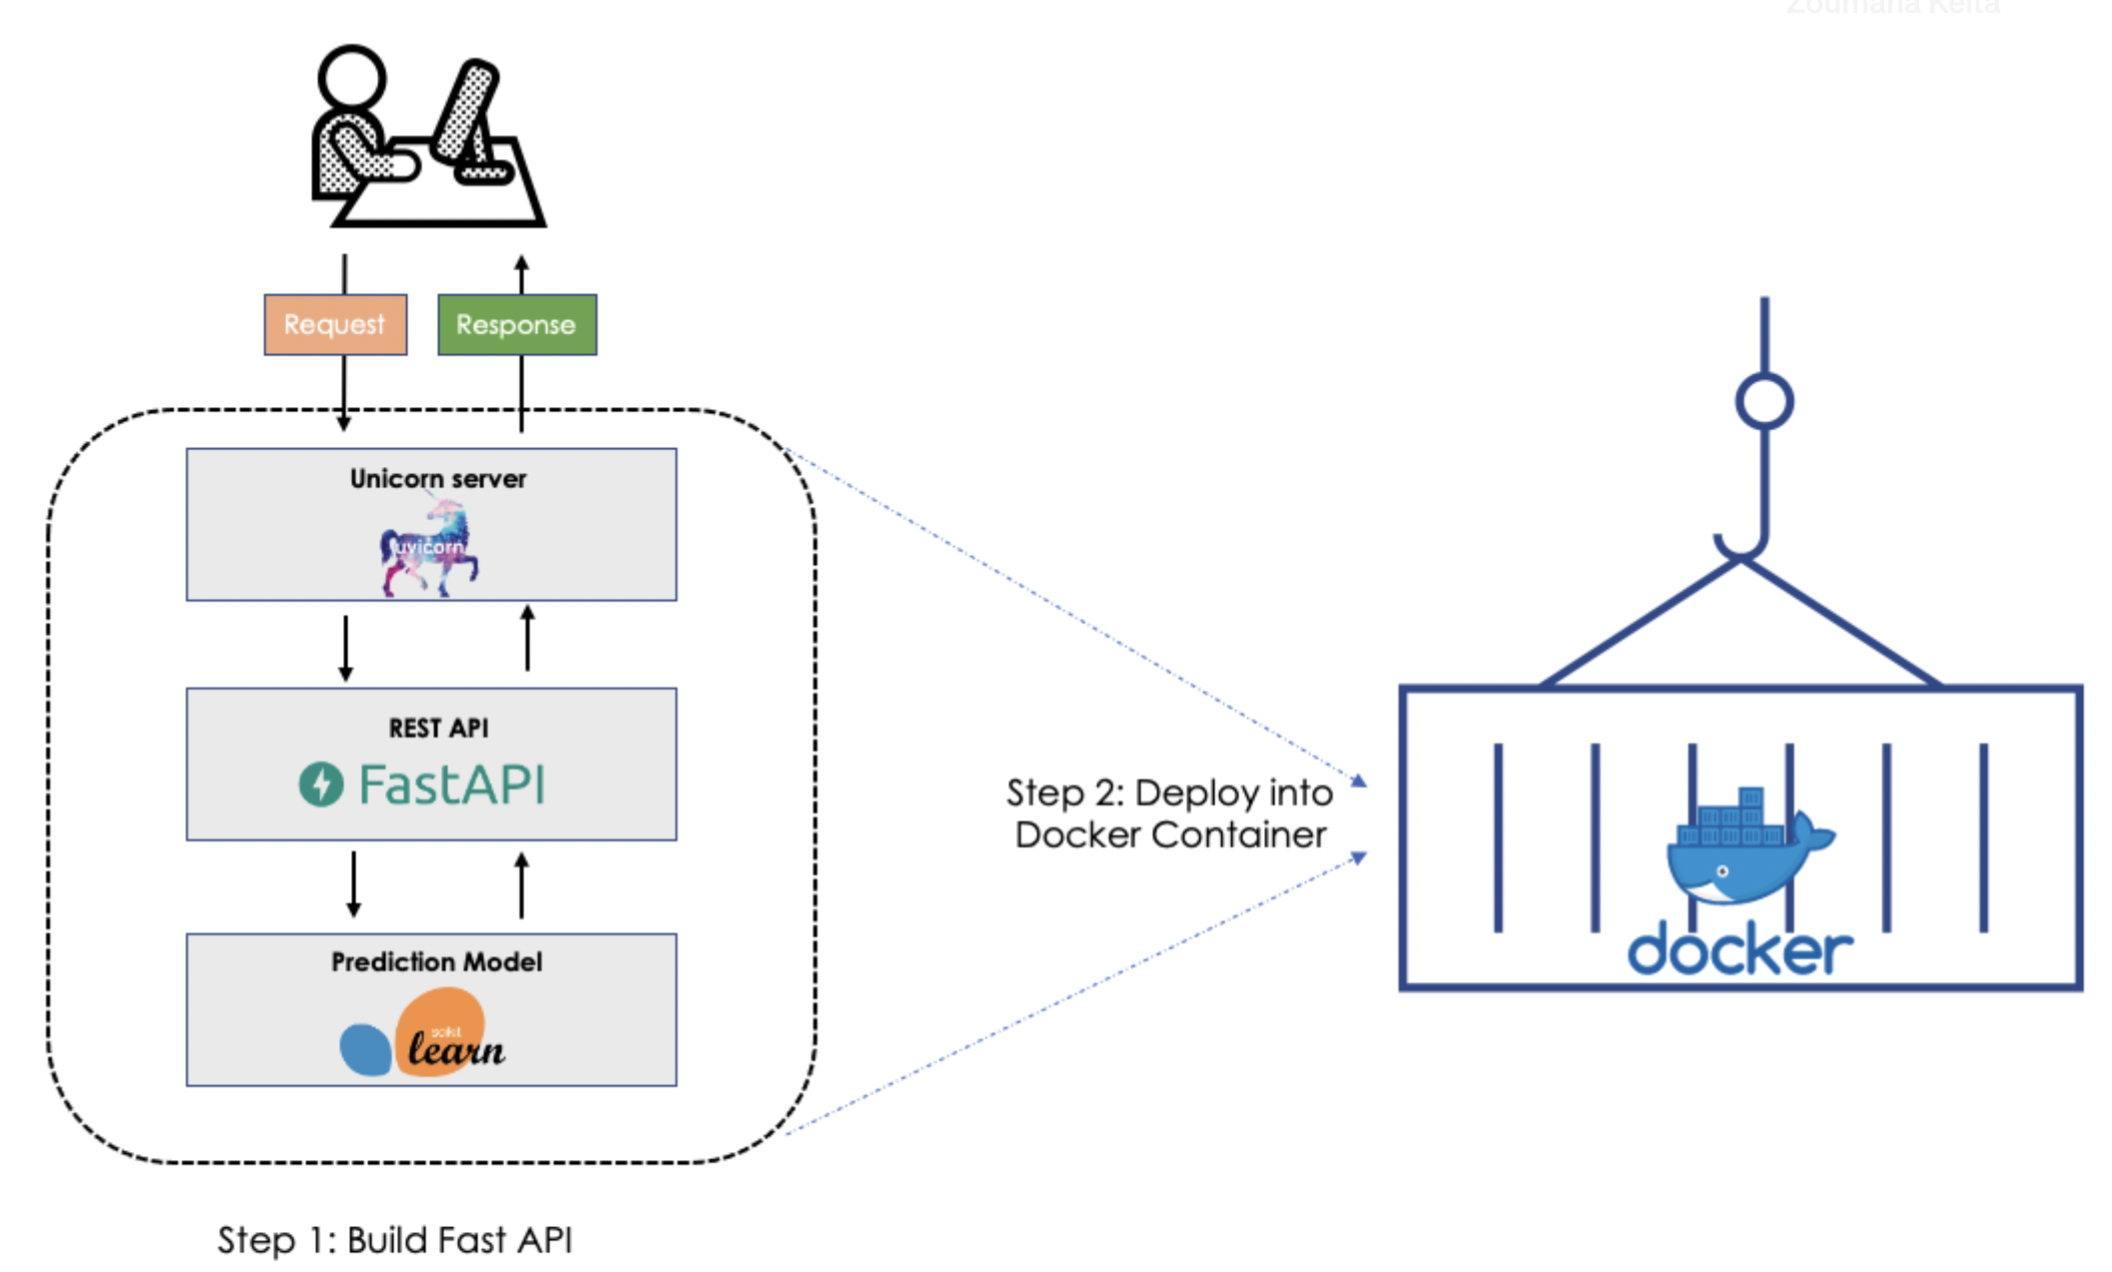 Zoumana Keita
Request
Response
Unicorn server
uvicorn
REST API
FastAPI
Prediction Model
scikit
learn
Step 1: Build Fast API
Step 2: Deploy into
Docker Container
docker